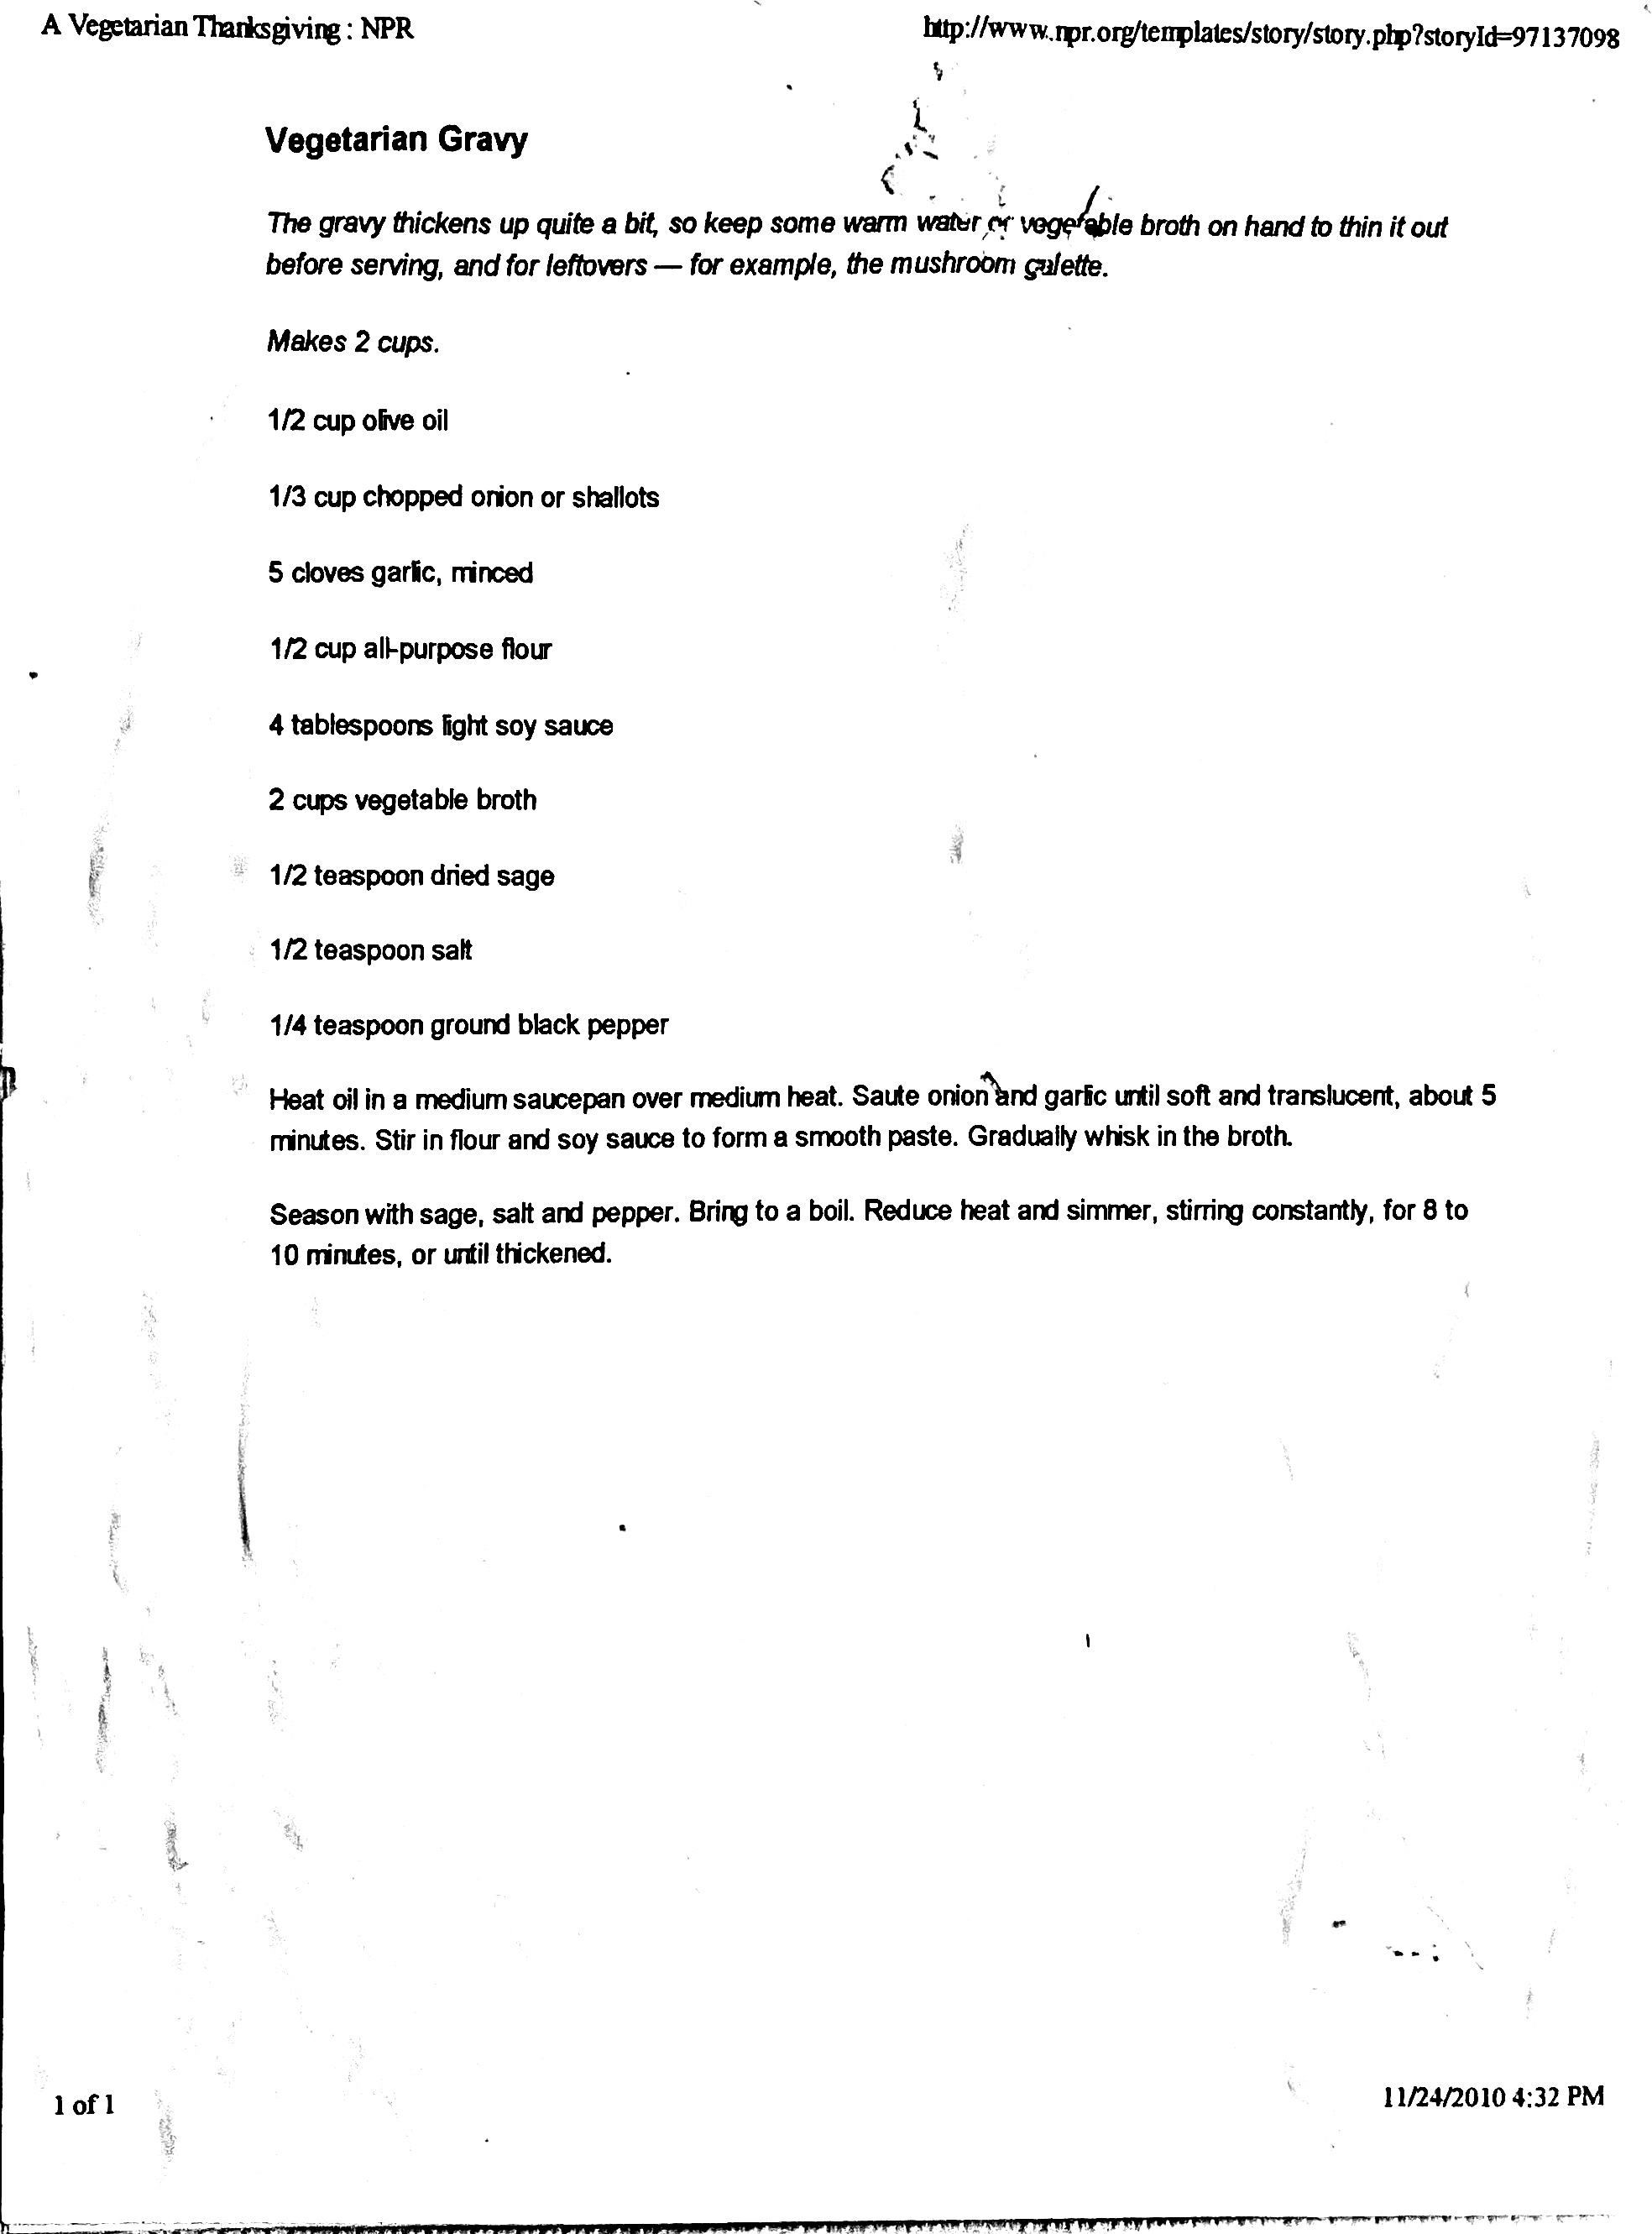 A Vegetarian Thanksgiving : NPR
http://www.npr.org/templates/story/story.php?storyId=97137098
Vegetarian Gravy
The gravy thickens up quite a bit, so keep some warm water or vegetable broth on hand to thin it out
before serving, and for leftovers — for example, the mushroom galette.
Makes 2 cups.
1/2 cup olive oil
1/3 cup chopped onion or shallots
5 cloves garlic, minced
1/2 cup all-purpose flour
4 tablespoons light soy sauce
2 cups vegetable broth
1/2 teaspoon dried sage
1/2 teaspoon salt
1/4 teaspoon ground black pepper
Heat oil in a medium saucepan over medium heat. Saute onion and garlic until soft and translucent, about 5
minutes. Stir in flour and soy sauce to form a smooth paste. Gradually whisk in the broth.
Season with sage, salt and pepper. Bring to a boil. Reduce heat and simmer, stirring constantly, for 8 to
10 minutes, or until thickened.
1 of 1
11/24/2010 4:32 PM